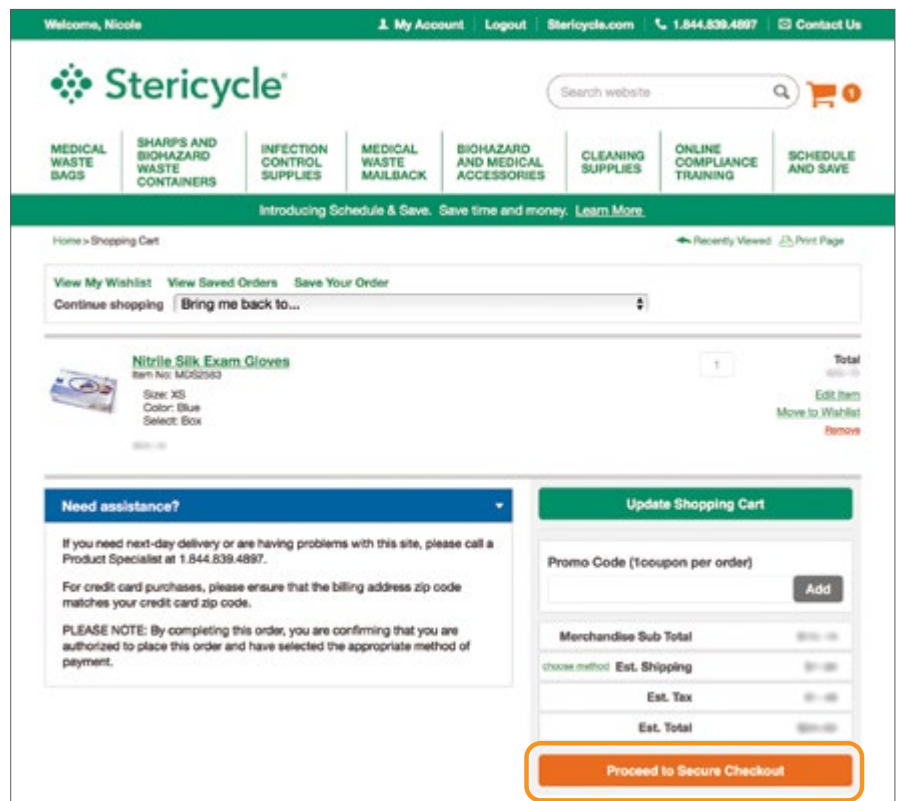 Welcome, Nicole
My Account Logout Stericycle.com 1.844.839.4897 Contact Us
Stericycle
Search website
1
MEDICAL WASTE BAGS
SHARPS AND BIOHAZARD WASTE CONTAINERS
INFECTION CONTROL SUPPLIES
MEDICAL WASTE MAILBACK
BIOHAZARD AND MEDICAL ACCESSORIES
CLEANING SUPPLIES
ONLINE COMPLIANCE TRAINING
SCHEDULE AND SAVE
Introducing Schedule & Save. Save time and money. Learn More
Home > Shopping Cart
Recently Viewed Print Page
View My Wishlist View Saved Orders Save Your Order
Continue shopping Bring me back to...
Nitrile Silk Exam Gloves
Item No: MDS2583
Size: XS
Color: Blue
Select: Box
1
Total
Edit Item
Move to Wishlist
Remove
Need assistance?
If you need next-day delivery or are having problems with this site, please call a
Product Specialist at 1.844.839.4897.
For credit card purchases, please ensure that the billing address zip code
matches your credit card zip code.
PLEASE NOTE: By completing this order, you are confirming that you are
authorized to place this order and have selected the appropriate method of
payment.
Update Shopping Cart
Promo Code (1coupon per order)
Add
Merchandise Sub Total
choose method Est. Shipping
Est. Tax
Est. Total
Proceed to Secure Checkout